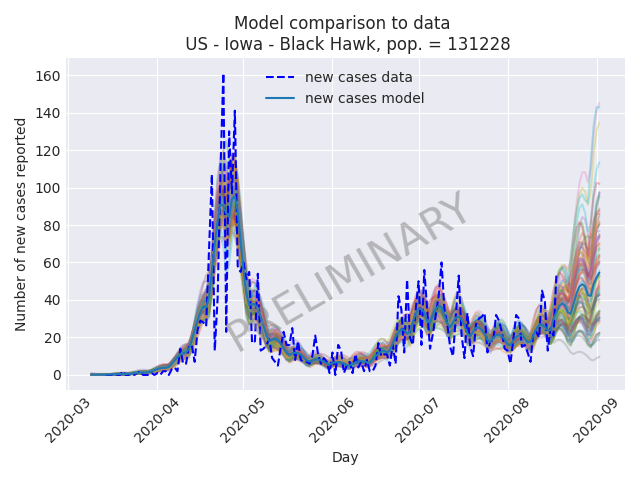 Model comparison to data
US - Iowa - Black Hawk, pop. = 131228
new cases data
new cases model
160
140
120
100
80
60
40
20
0
Number of new cases reported
PRELIMINARY
2020-03
2020-04
2020-05
2020-06
2020-07
2020-08
2020-09
Day